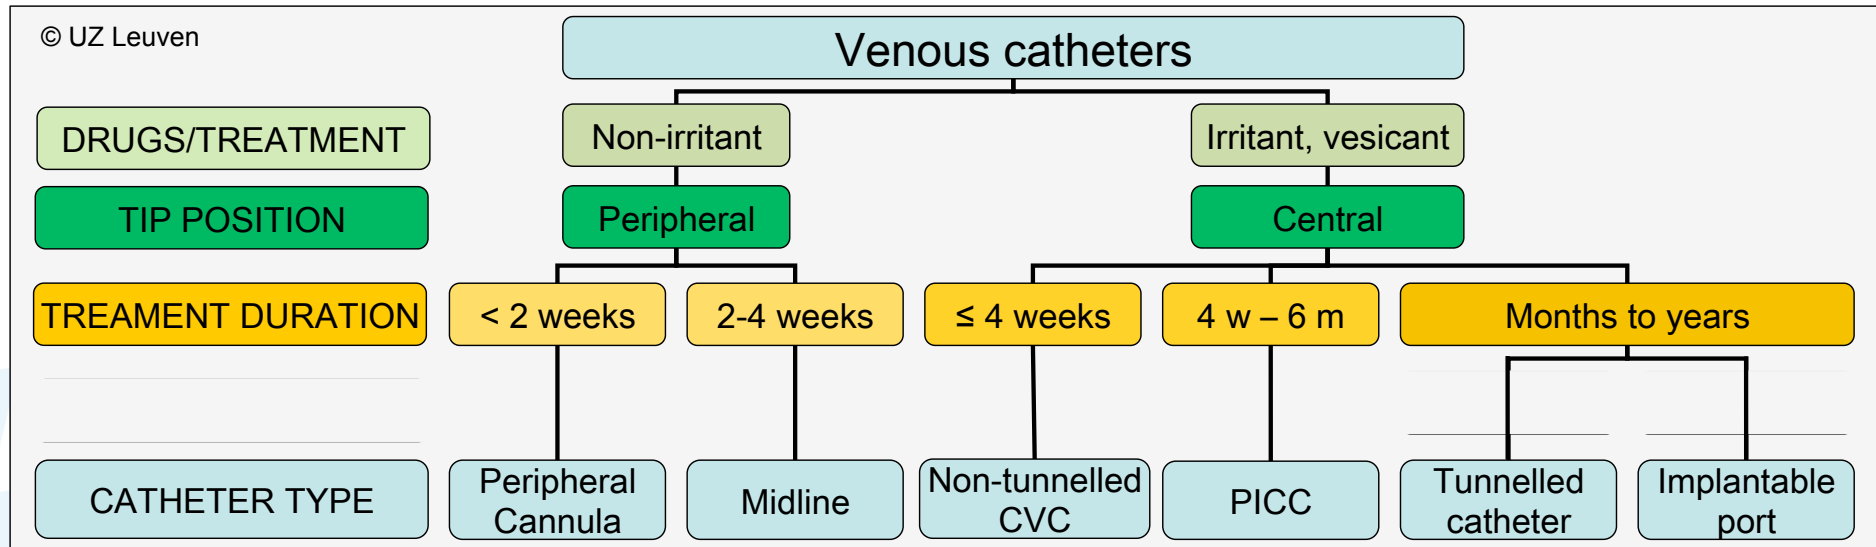 © UZ Leuven
Venous catheters
DRUGS/TREATMENT
Non-irritant
Irritant, vesicant
TIP POSITION
Peripheral
Central
TREAMENT DURATION
< 2 weeks
2-4 weeks
≤ 4 weeks
4 w – 6 m
Months to years
CATHETER TYPE
Peripheral
Cannula
Midline
Non-tunnelled
CVC
PICC
Tunnelled
catheter
Implantable
port